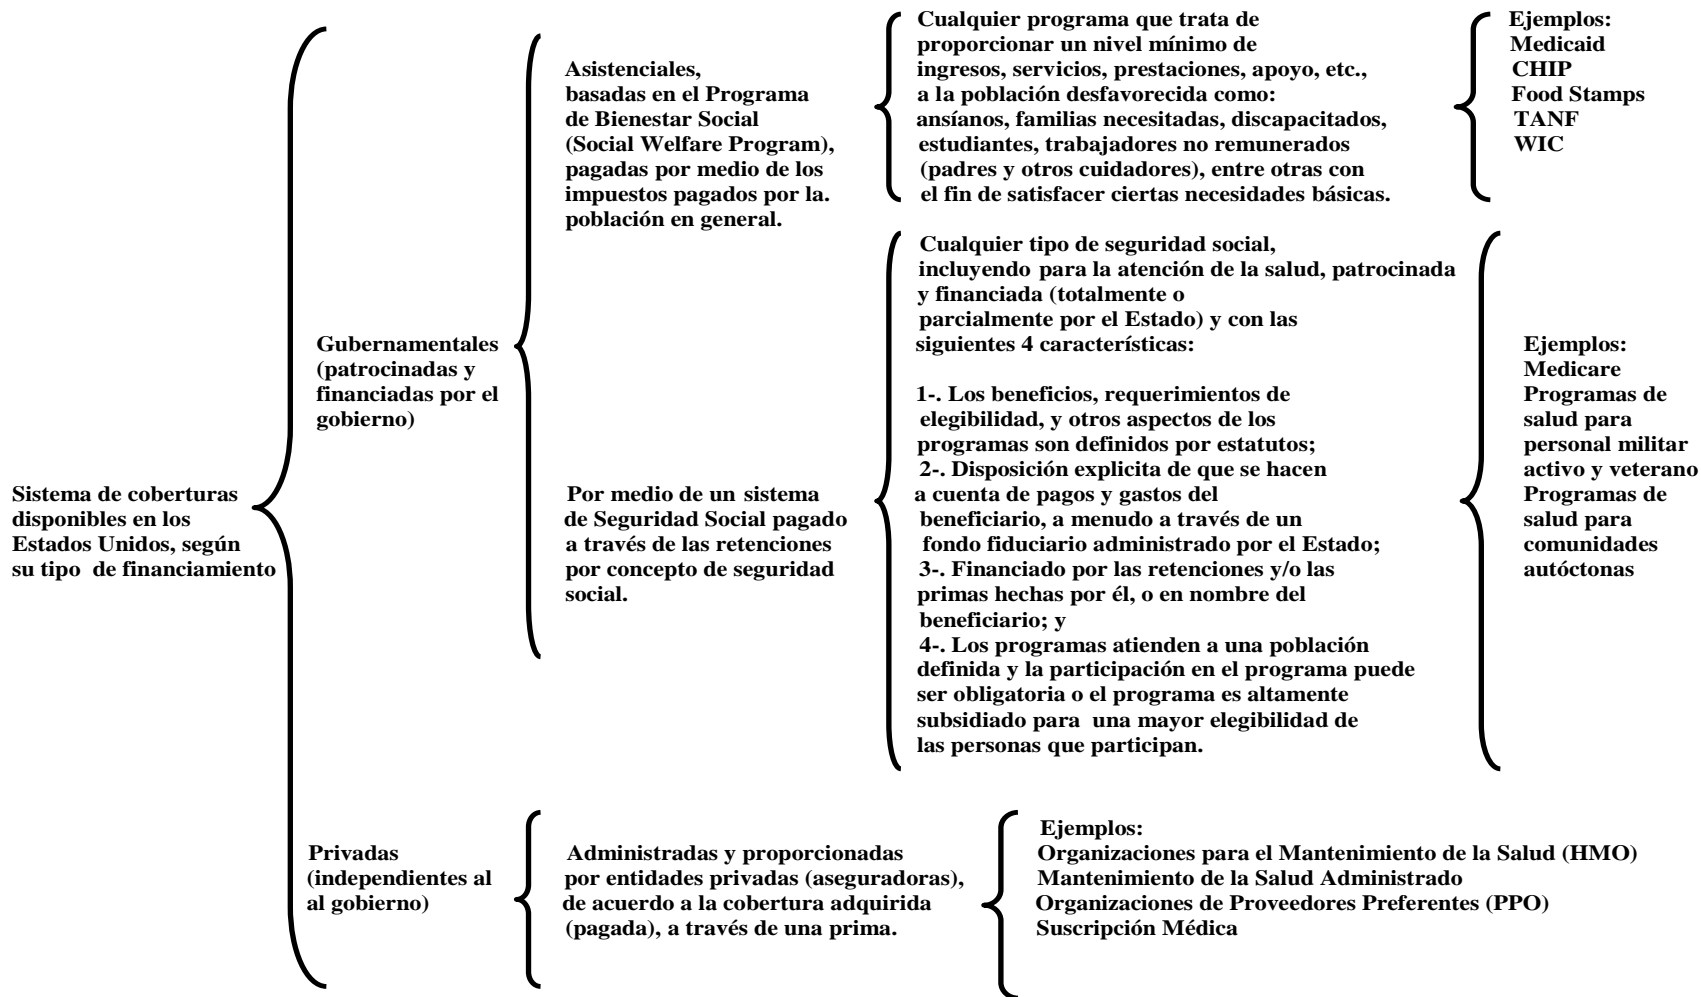 Sistema de coberturas
disponibles en los
Estados Unidos, según
su tipo de financiamiento
Gubernamentales
(patrocinadas y
financiadas por el
gobierno)
Asistenciales,
basadas en el Programa
de Bienestar Social
(Social Welfare Program),
pagadas por medio de los
impuestos pagados por la.
población en general.
Cualquier programa que trata de
proporcionar un nivel mínimo de
ingresos, servicios, prestaciones, apoyo, etc.,
a la población desfavorecida como:
ansíanos, familias necesitadas, discapacitados,
estudiantes, trabajadores no remunerados
(padres y otros cuidadores), entre otras con
el fin de satisfacer ciertas necesidades básicas.
Ejemplos:
Medicaid
CHIP
Food Stamps
TANF
WIC
Por medio de un sistema
de Seguridad Social pagado
a través de las retenciones
por concepto de seguridad
social.
Cualquier tipo de seguridad social,
incluyendo para la atención de la salud, patrocinada
y financiada (totalmente o
parcialmente por el Estado) y con las
siguientes 4 características:
1-. Los beneficios, requerimientos de
elegibilidad, y otros aspectos de los
programas son definidos por estatutos;
2-. Disposición explicita de que se hacen
a cuenta de pagos y gastos del
beneficiario, a menudo a través de un
fondo fiduciario administrado por el Estado;
3-. Financiado por las retenciones y/o las
primas hechas por él, o en nombre del
beneficiario; y
4-. Los programas atienden a una población
definida y la participación en el programa puede
ser obligatoria o el programa es altamente
subsidiado para una mayor elegibilidad de
las personas que participan.
Ejemplos:
Medicare
Programas de
salud para
personal militar
activo y veterano
Programas de
salud para
comunidades
autóctonas
Privadas
(independientes al
al gobierno)
Administradas y proporcionadas
por entidades privadas (aseguradoras),
de acuerdo a la cobertura adquirida
(pagada), a través de una prima.
Ejemplos:
Organizaciones para el Mantenimiento de la Salud (HMO)
Mantenimiento de la Salud Administrado
Organizaciones de Proveedores Preferentes (PPO)
Suscripción Médica